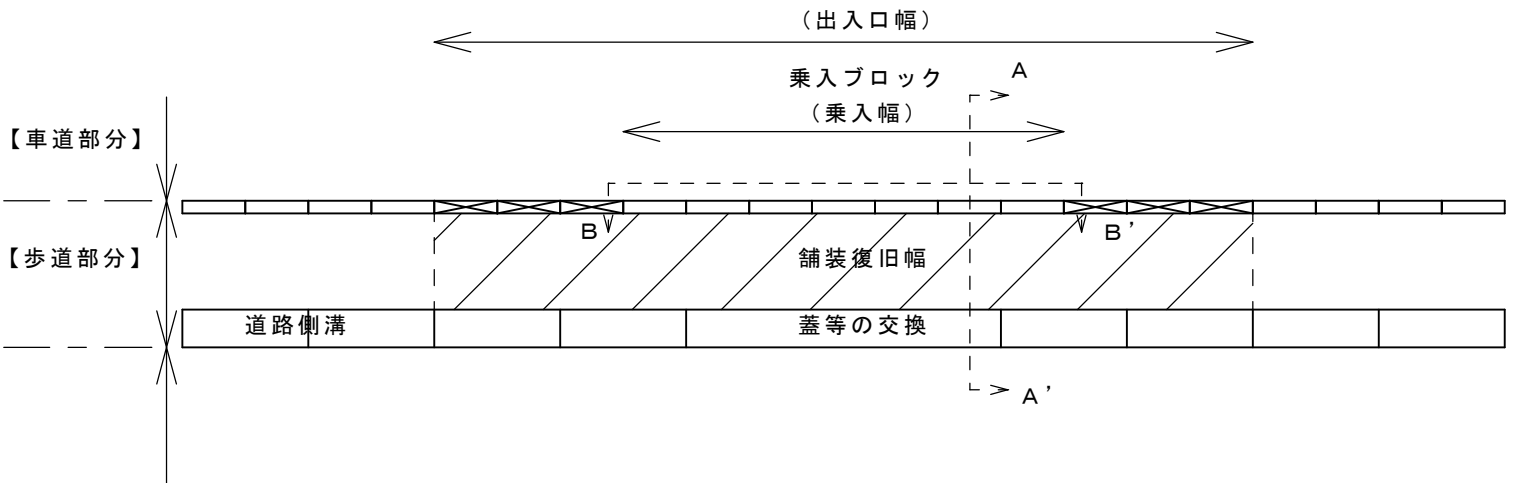 (出入口幅)
乗入ブロック
(乗入幅)
A
【車道部分】
B
B'
【歩道部分】
舗装復旧幅
道路側溝
蓋等の交換
A'